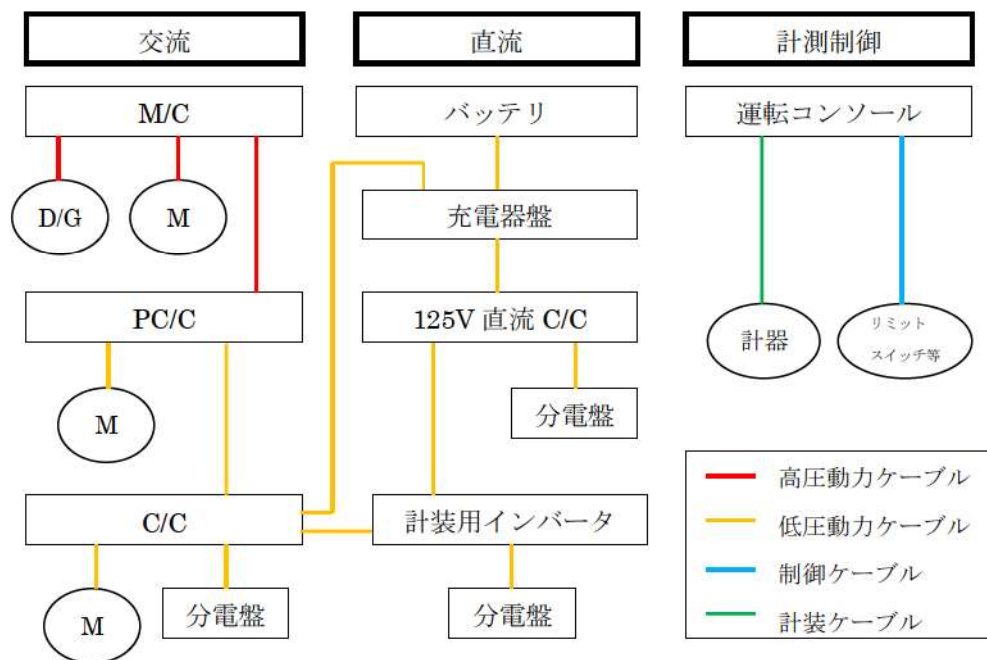 交流
直流
計測制御
M/C
バッテリ
運転コンソール
D/G
M
充電器盤
PC/C
125V 直流 C/C
計器
リミット
スイッチ等
M
分電盤
C/C
計装用インバータ
M
分電盤
分電盤
高圧動力ケーブル
低圧動力ケーブル
制御ケーブル
計装ケーブル